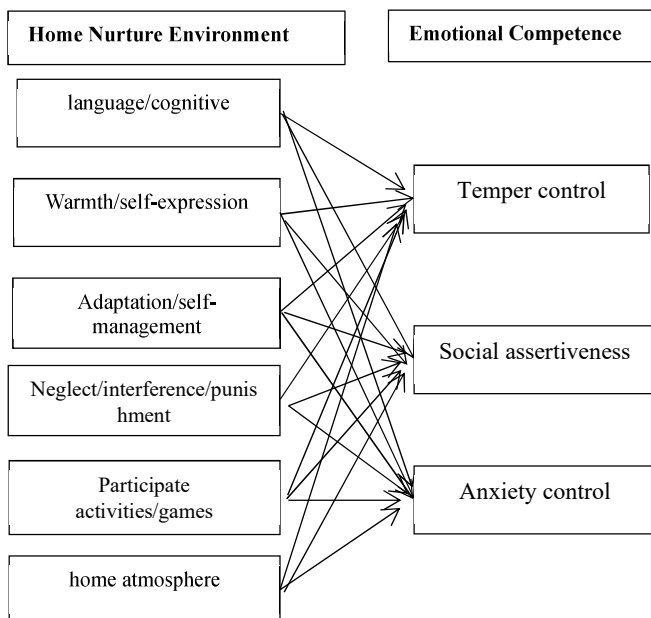 Home Nurture Environment
Emotional Competence
language/cognitive
Warmth/self-expression
Adaptation/self-
management
Neglect/interference/punis
hment
Participate
activities/games
home atmosphere
Temper control
Social assertiveness
Anxiety control